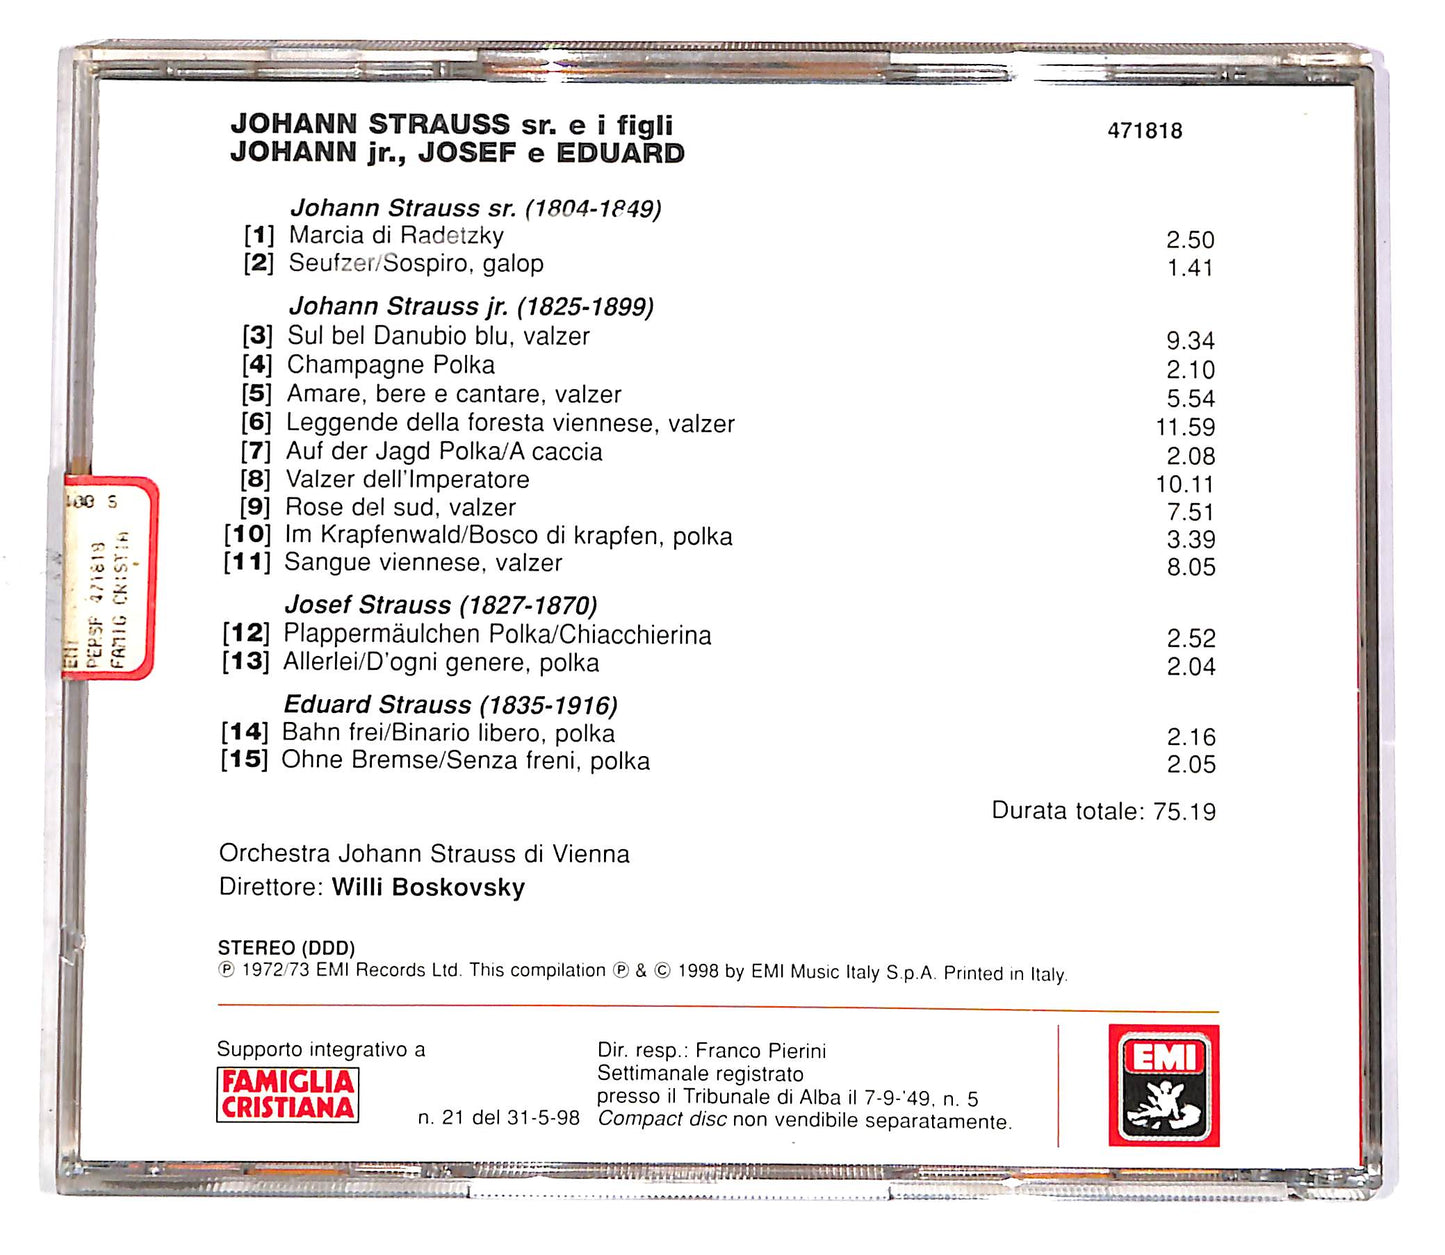 JOHANN STRAUSS sr. e i figli
JOHANN jr., JOSEF e EDUARD
471818
Johann Strauss sr. (1804-1849)
[1] Marcia di Radetzky 2.50
[2] Seufzer/Sospiro, galop 1.41
Johann Strauss jr. (1825-1899)
[3] Sul bel Danubio blu, valzer 9.34
[4] Champagne Polka 2.10
[5] Amare, bere e cantare, valzer 5.54
[6] Leggende della foresta viennese, valzer 11.59
[7] Auf der Jagd Polka/A caccia 2.08
[8] Valzer dell'Imperatore 10.11
[9] Rose del sud, valzer 7.51
[10] Im Krapfenwald/Bosco di krapfen, polka 3.39
[11] Sangue viennese, valzer 8.05
Josef Strauss (1827-1870)
[12] Plappermäulchen Polka/Chiacchierina 2.52
[13] Allerlei/D'ogni genere, polka 2.04
Eduard Strauss (1835-1916)
[14] Bahn frei/Binario libero, polka 2.16
[15] Ohne Bremse/Senza freni, polka 2.05
Durata totale: 75.19
Orchestra Johann Strauss di Vienna
Direttore: Willi Boskovsky
STEREO (DDD)
℗ 1972/73 EMI Records Ltd. This compilation ℗ & © 1998 by EMI Music Italy S.p.A. Printed in Italy.
Supporto integrativo a
FAMIGLIA
CRISTIANA
n. 21 del 31-5-98
Dir. resp.: Franco Pierini
Settimanale registrato
presso il Tribunale di Alba il 7-9-'49, n. 5
Compact disc non vendibile separatamente.
EMI
S
EMI
PERSF 471818
FAMIG CRISTIA